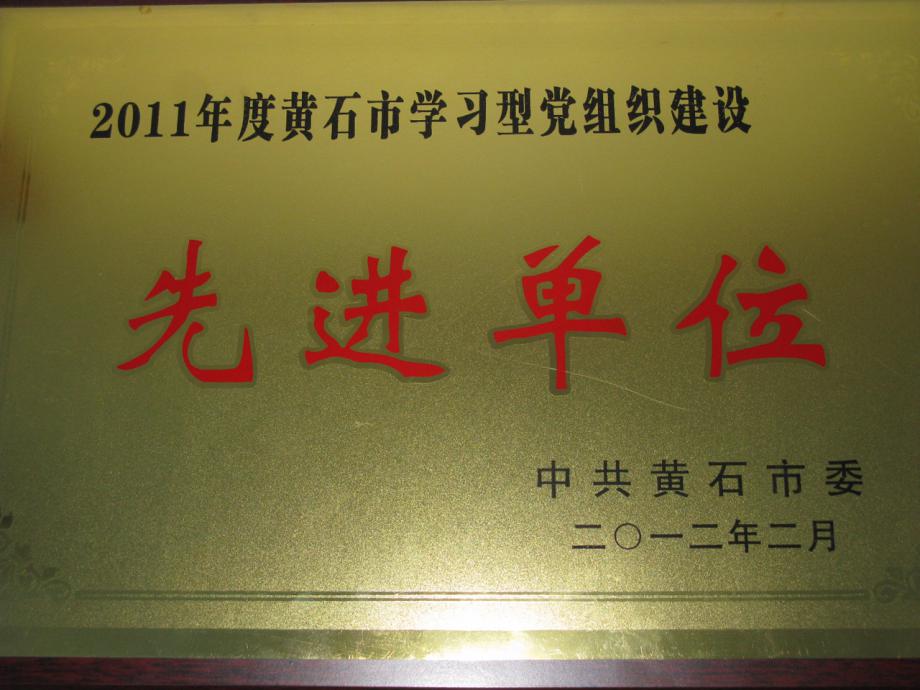 2011年度黄石市学习型党组织建设
先进单位
中共黄石市委
二〇一二年二月